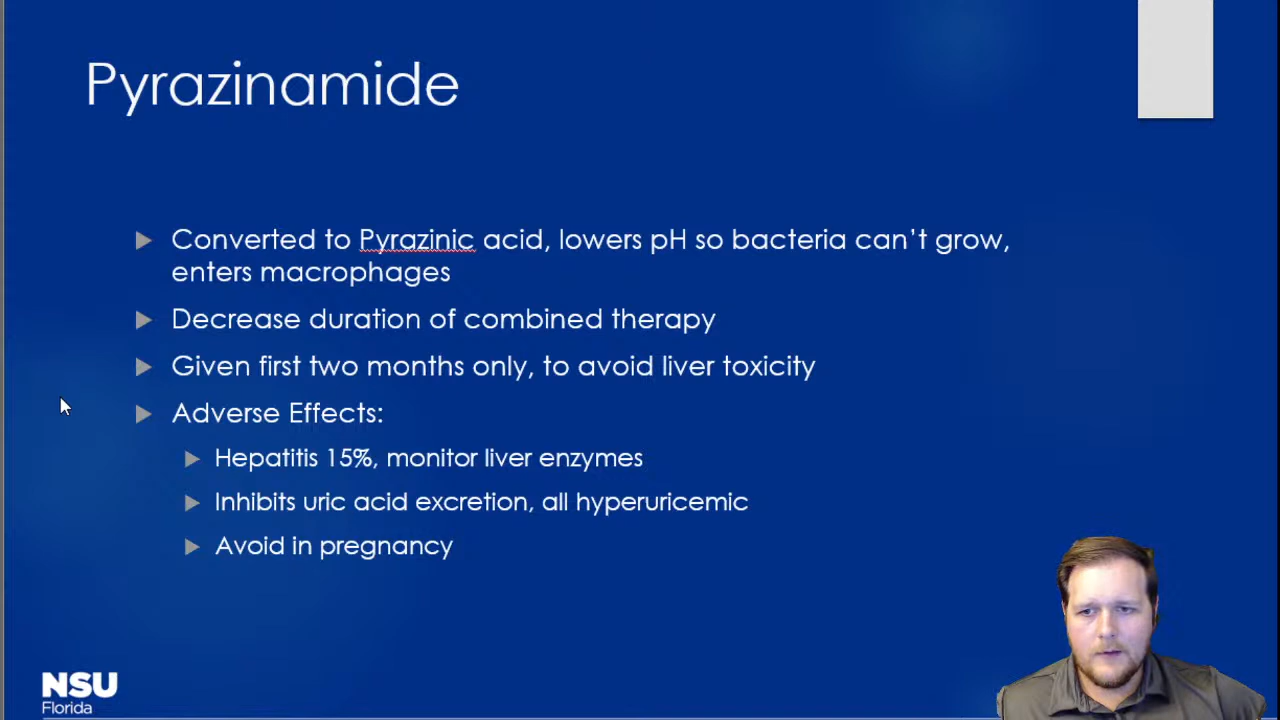 Pyrazinamide
Converted to Pyrazinic acid, lowers pH so bacteria can't grow,
enters macrophages
Decrease duration of combined therapy
Given first two months only, to avoid liver toxicity
Adverse Effects:
Hepatitis 15%, monitor liver enzymes
Inhibits uric acid excretion, all hyperuricemic
Avoid in pregnancy
NSU
Florida